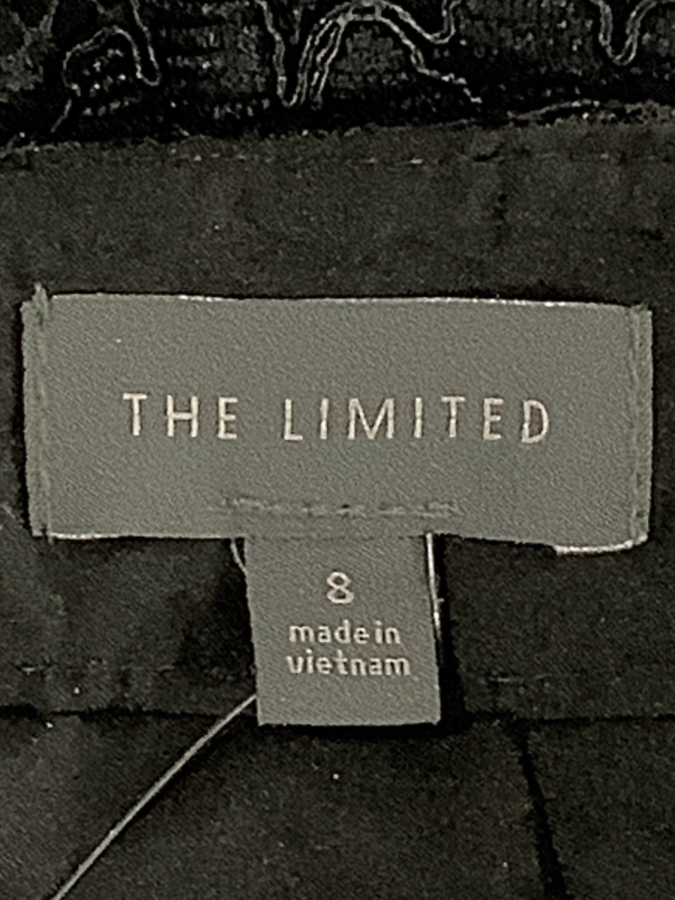 THE LIMITED
8
made in
vietnam